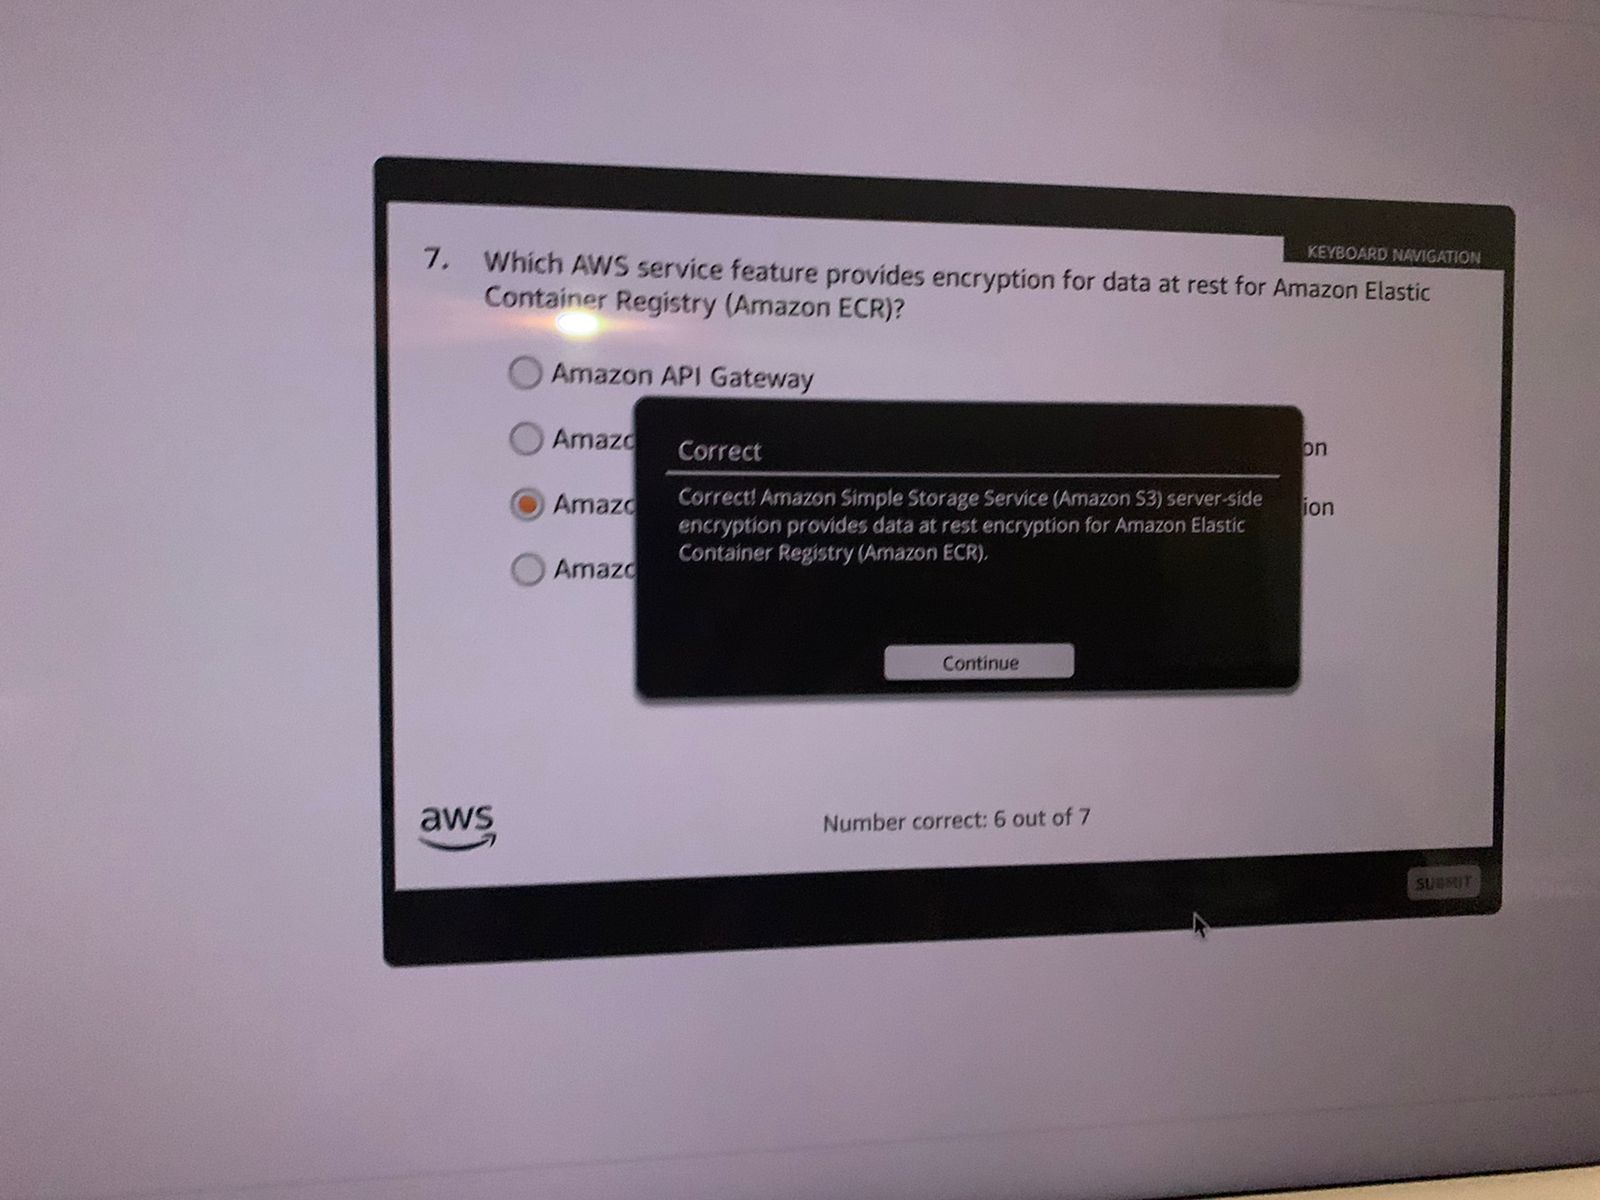 KEYBOARD NAVIGATION
7. Which AWS service feature provides encryption for data at rest for Amazon Elastic
Container Registry (Amazon ECR)?
Amazon API Gateway
Amazo
on
Amazo
ion
Amazo
Correct
Correct! Amazon Simple Storage Service (Amazon S3) server-side
encryption provides data at rest encryption for Amazon Elastic
Container Registry (Amazon ECR).
Continue
aws
Number correct: 6 out of 7
SUBMIT